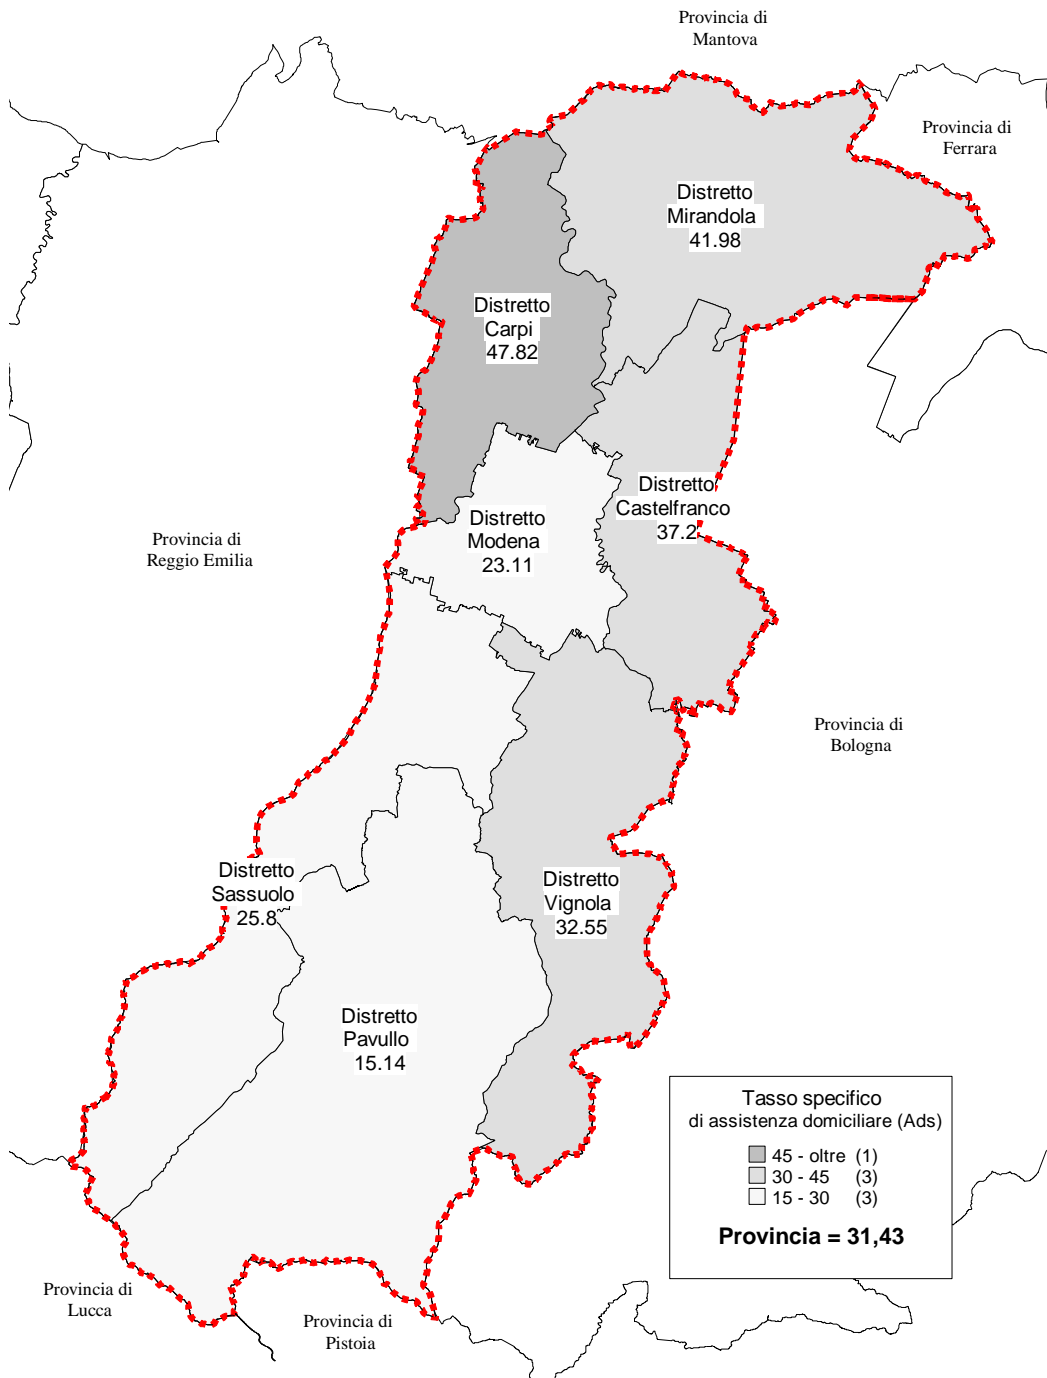 Provincia di
Mantova
Provincia di
Ferrara
Distretto
Mirandola
41.98
Distretto
Carpi
47.82
Distretto
Castelfranco
37.2
Distretto
Modena
23.11
Provincia di
Reggio Emilia
Provincia di
Bologna
Distretto
Sassuolo
25.8
Distretto
Vignola
32.55
Distretto
Pavullo
15.14
Tasso specifico
di assistenza domiciliare (Ads)
45 - oltre (1)
30 - 45 (3)
15 - 30 (3)
Provincia = 31,43
Provincia di
Lucca
Provincia di
Pistoia